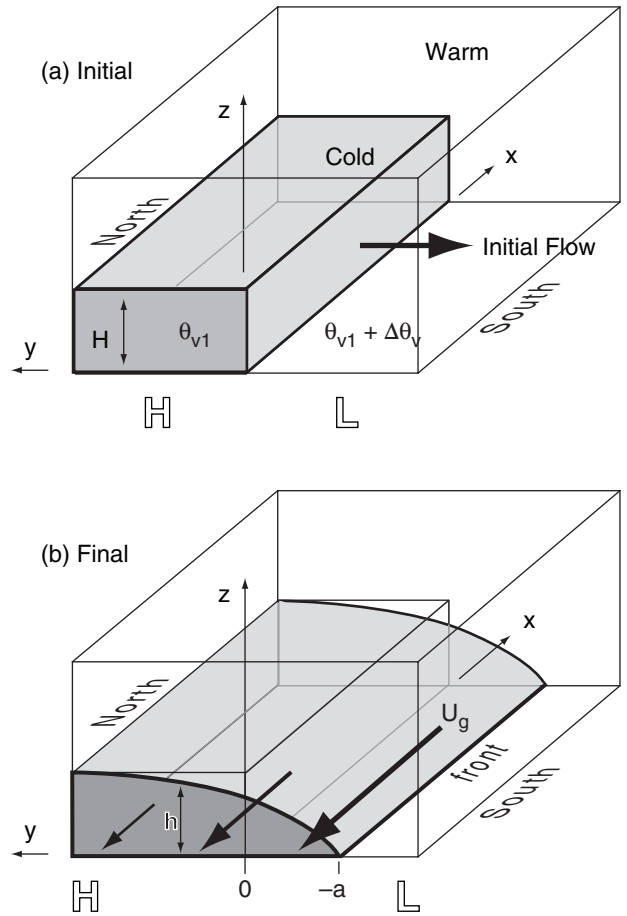 (a) Initial
Warm
z
Cold
x
North
Initial Flow
H
θv1
θv1 + Δθv
South
y
H
L
(b) Final
z
x
North
Ug
h
front
South
y
H
0
–a
L